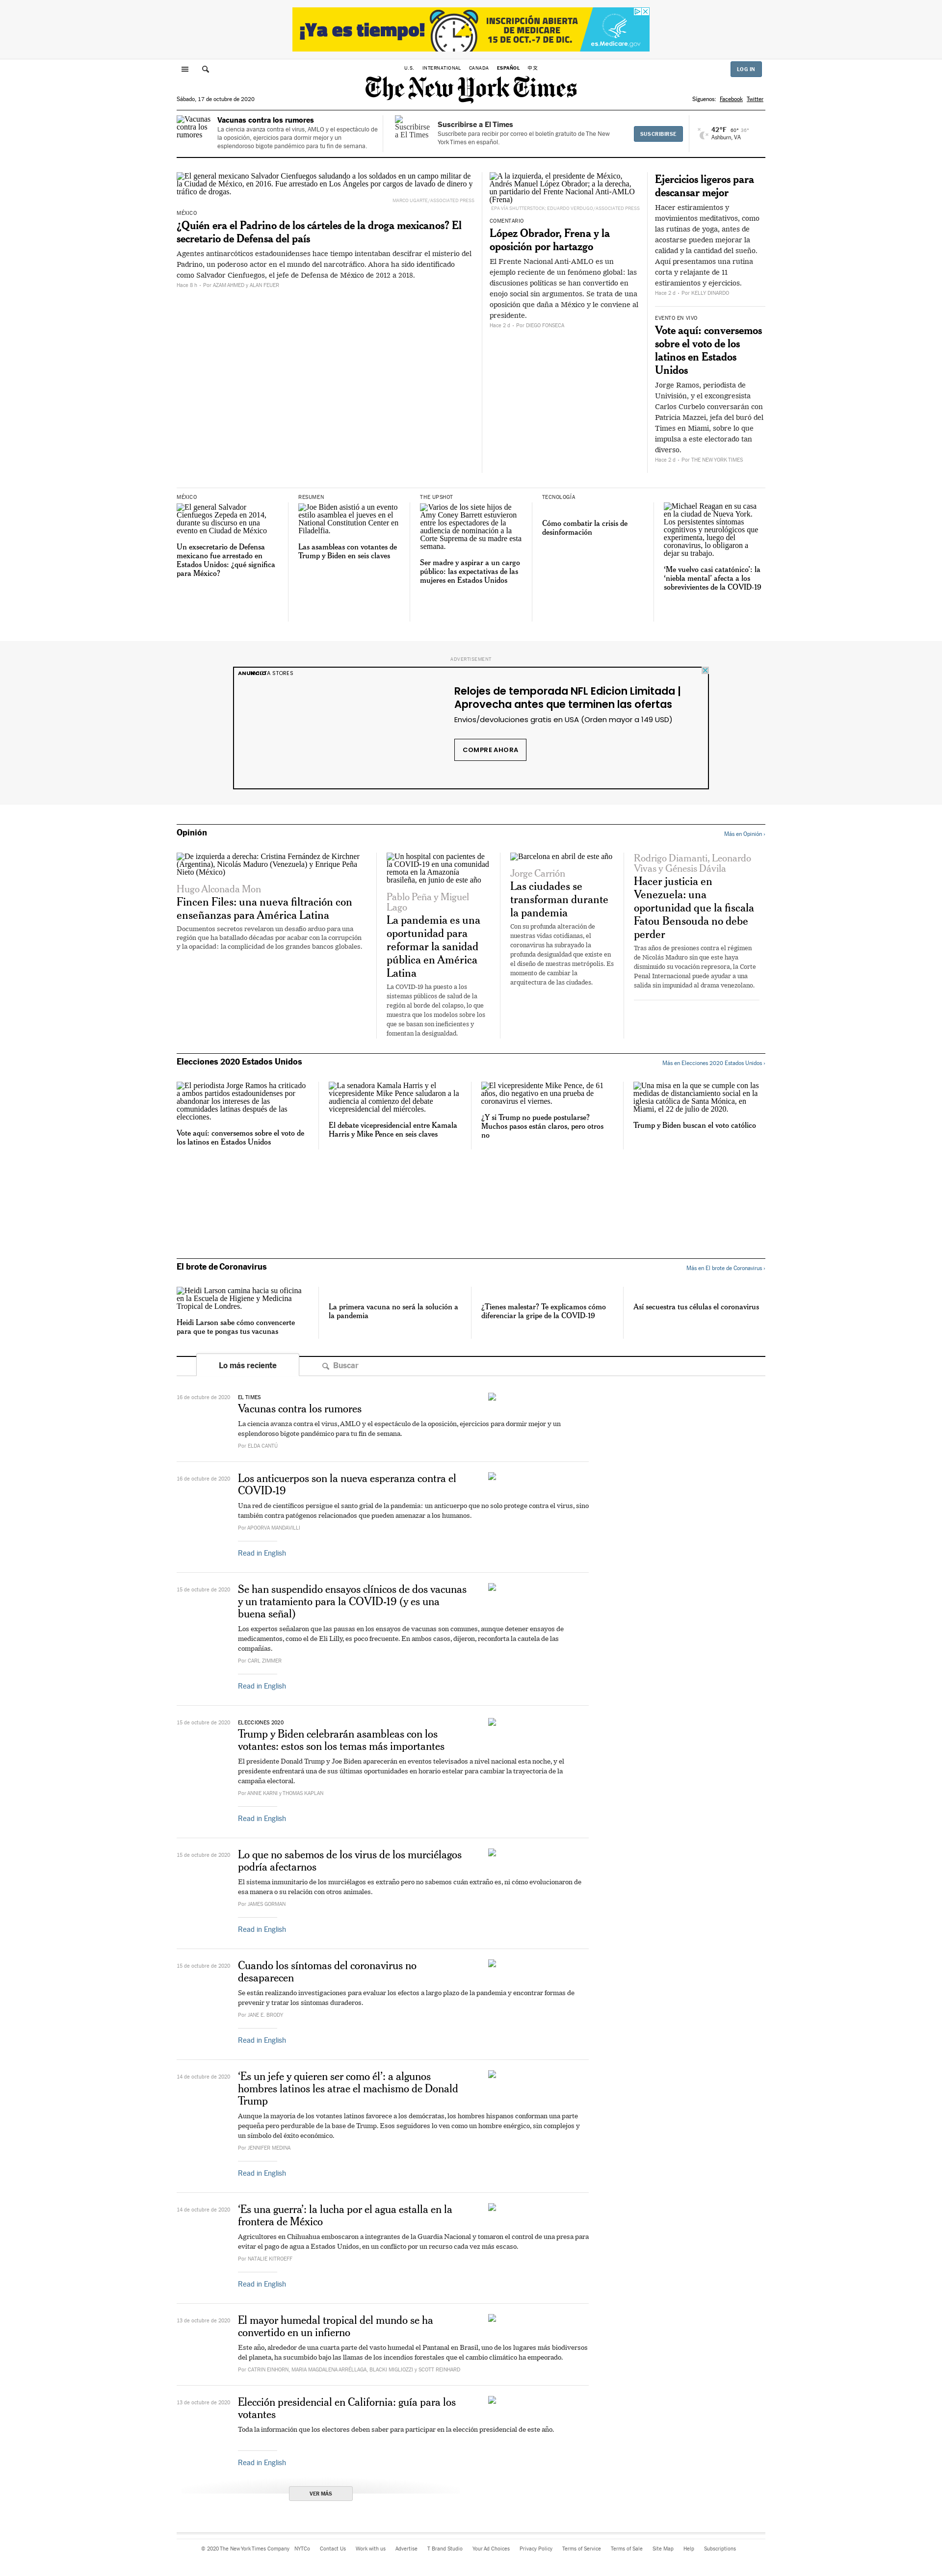 ¡Ya es tiempo!
INSCRIPCIÓN ABIERTA
DE MEDICARE
15 DE OCT.-7 DE DIC.
es.Medicare.gov
U.S.
INTERNATIONAL
CANADA
ESPAÑOL
中文
LOG IN
The New York Times
Sábado, 17 de octubre de 2020
Síguenos:
Facebook
Twitter
Vacunas contra los rumores
Vacunas contra los rumores
La ciencia avanza contra el virus, AMLO y el espectáculo de
la oposición, ejercicios para dormir mejor y un
esplendoroso bigote pandémico para tu fin de semana.
Suscribirse a El Times
Suscribirse a El Times
Suscríbete para recibir por correo el boletín gratuito de The New
York Times en español.
SUSCRIBIRSE
42°F
60° 39°
Ashburn, VA
El general mexicano Salvador Cienfuegos saludando a los soldados en un campo militar de
la Ciudad de México, en 2016. Fue arrestado en Los Ángeles por cargos de lavado de dinero y
tráfico de drogas.
MARCO UGARTE/ASSOCIATED PRESS
MÉXICO
¿Quién era el Padrino de los cárteles de la droga mexicanos? El
secretario de Defensa del país
Agentes antinarcóticos estadounidenses hace tiempo intentaban descifrar el misterio del
Padrino, un poderoso actor en el mundo del narcotráfico. Ahora ha sido identificado
como Salvador Cienfuegos, el jefe de Defensa de México de 2012 a 2018.
Hace 8 h - Por AZAM AHMED y ALAN FEUER
A la izquierda, el presidente de México,
Andrés Manuel López Obrador; a la derecha,
un partidario del Frente Nacional Anti-AMLO
(Frena)
EPA VÍA SHUTTERSTOCK; EDUARDO VERDUGO/ASSOCIATED PRESS
COMENTARIO
López Obrador, Frena y la
oposición por hartazgo
El Frente Nacional Anti-AMLO es un
ejemplo reciente de un fenómeno global: las
discusiones políticas se han convertido en
enojo social sin argumentos. Se trata de una
oposición que daña a México y le conviene al
presidente.
Hace 2 d - Por DIEGO FONSECA
Ejercicios ligeros para
descansar mejor
Hacer estiramientos y
movimientos meditativos, como
las rutinas de yoga, antes de
acostarse pueden mejorar la
calidad y la cantidad del sueño.
Aquí presentamos una rutina
corta y relajante de 11
estiramientos y ejercicios.
Hace 2 d - Por KELLY DINARDO
EVENTO EN VIVO
Vote aquí: conversemos
sobre el voto de los
latinos en Estados
Unidos
Jorge Ramos, periodista de
Univisión, y el excongresista
Carlos Curbelo conversarán con
Patricia Mazzei, jefa del buró del
Times en Miami, sobre lo que
impulsa a este electorado tan
diverso.
Hace 2 d - Por THE NEW YORK TIMES
MÉXICO
El general Salvador
Cienfuegos Zepeda en 2014,
durante su discurso en una
evento en Ciudad de México
Un exsecretario de Defensa
mexicano fue arrestado en
Estados Unidos: ¿qué significa
para México?
RESUMEN
Joe Biden asistió a un evento
estilo asamblea el jueves en el
National Constitution Center en
Filadelfia.
Las asambleas con votantes de
Trump y Biden en seis claves
THE UPSHOT
Varios de los siete hijos de
Amy Coney Barrett estuvieron
entre los espectadores de la
audiencia de nominación a la
Corte Suprema de su madre esta
semana.
Ser madre y aspirar a un cargo
público: las expectativas de las
mujeres en Estados Unidos
TECNOLOGÍA
Cómo combatir la crisis de
desinformación
Michael Reagan en su casa
en la ciudad de Nueva York.
Los persistentes síntomas
cognitivos y neurológicos que
experimenta, luego del
coronavirus, lo obligaron a
dejar su trabajo.
'Me vuelvo casi catatónico': la
'niebla mental' afecta a los
sobrevivientes de la COVID-19
ADVERTISEMENT
Relojes de temporada NFL Edicion Limitada |
Aprovecha antes que terminen las ofertas
Envios/devoluciones gratis en USA (Orden mayor a 149 USD)
COMPRE AHORA
Opinión
Más en Opinión ›
De izquierda a derecha: Cristina Fernández de Kirchner
(Argentina), Nicolás Maduro (Venezuela) y Enrique Peña
Nieto (México)
Hugo Alconada Mon
Fincen Files: una nueva filtración con
enseñanzas para América Latina
Documentos secretos revelaron un desafío arduo para una
región que ha batallado décadas por acabar con la corrupción
y la opacidad: la complicidad de los grandes bancos globales.
Un hospital con pacientes de
la COVID-19 en una comunidad
remota en la Amazonía
brasileña, en junio de este año
Pablo Peña y Miguel
Lago
La pandemia es una
oportunidad para
reformar la sanidad
pública en América
Latina
La COVID-19 ha puesto a los
sistemas públicos de salud de la
región al borde del colapso, lo que
muestra que los modelos sobre los
que se basan son ineficientes y
fomentan la desigualdad.
Barcelona en abril de este año
Jorge Carrión
Las ciudades se
transforman durante
la pandemia
Con su profunda alteración de
nuestras vidas cotidianas, el
coronavirus ha subrayado la
profunda desigualdad que existe en
el diseño de nuestras metrópolis. Es
momento de cambiar la
arquitectura de las ciudades.
Rodrigo Diamanti, Leonardo
Vivas y Génesis Dávila
Hacer justicia en
Venezuela: una
oportunidad que la fiscala
Fatou Bensouda no debe
perder
Tras años de presiones contra el régimen
de Nicolás Maduro sin que este haya
disminuido su vocación represora, la Corte
Penal Internacional puede ayudar a una
salida sin impunidad al drama venezolano.
Elecciones 2020 Estados Unidos
Más en Elecciones 2020 Estados Unidos ›
El periodista Jorge Ramos ha criticado
a ambos partidos estadounidenses por
abandonar los intereses de las
comunidades latinas después de las
elecciones.
Vote aquí: conversemos sobre el voto de
los latinos en Estados Unidos
La senadora Kamala Harris y el
vicepresidente Mike Pence saludaron a la
audiencia al comienzo del debate
vicepresidencial del miércoles.
El debate vicepresidencial entre Kamala
Harris y Mike Pence en seis claves
El vicepresidente Mike Pence, de 61
años, dio negativo en una prueba de
coronavirus el viernes.
¿Y si Trump no puede postularse?
Muchos pasos están claros, pero otros
no
Una misa en la que se cumple con las
medidas de distanciamiento social en la
iglesia católica de Santa Mónica, en
Miami, el 22 de julio de 2020.
Trump y Biden buscan el voto católico
El brote de Coronavirus
Más en El brote de Coronavirus ›
Heidi Larson camina hacia su oficina
en la Escuela de Higiene y Medicina
Tropical de Londres.
Heidi Larson sabe cómo convencerte
para que te pongas tus vacunas
La primera vacuna no será la solución a
la pandemia
¿Tienes malestar? Te explicamos cómo
diferenciar la gripe de la COVID-19
Así secuestra tus células el coronavirus
Lo más reciente
Buscar
16 de octubre de 2020
EL TIMES
Vacunas contra los rumores
La ciencia avanza contra el virus, AMLO y el espectáculo de la oposición, ejercicios para dormir mejor y un
esplendoroso bigote pandémico para tu fin de semana.
Por ELDA CANTÚ
16 de octubre de 2020
Los anticuerpos son la nueva esperanza contra el
COVID-19
Una red de científicos persigue el santo grial de la pandemia: un anticuerpo que no solo protege contra el virus, sino
también contra patógenos relacionados que pueden amenazar a los humanos.
Por APOORVA MANDAVILLI
Read in English
15 de octubre de 2020
Se han suspendido ensayos clínicos de dos vacunas
y un tratamiento para la COVID-19 (y es una
buena señal)
Los expertos señalaron que las pausas en los ensayos de vacunas son comunes, aunque detener ensayos de
medicamentos, como el de Eli Lilly, es poco frecuente. En ambos casos, dijeron, reconforta la cautela de las
compañías.
Por CARL ZIMMER
Read in English
15 de octubre de 2020
ELECCIONES 2020
Trump y Biden celebrarán asambleas con los
votantes: estos son los temas más importantes
El presidente Donald Trump y Joe Biden aparecerán en eventos televisados a nivel nacional esta noche, y el
presidente enfrentará una de sus últimas oportunidades en horario estelar para cambiar la trayectoria de la
campaña electoral.
Por ANNIE KARNI y THOMAS KAPLAN
Read in English
15 de octubre de 2020
Lo que no sabemos de los virus de los murciélagos
podría afectarnos
El sistema inmunitario de los murciélagos es extraño pero no sabemos cuán extraño es, ni cómo evolucionaron de
esa manera o su relación con otros animales.
Por JAMES GORMAN
Read in English
15 de octubre de 2020
Cuando los síntomas del coronavirus no
desaparecen
Se están realizando investigaciones para evaluar los efectos a largo plazo de la pandemia y encontrar formas de
prevenir y tratar los síntomas duraderos.
Por JANE E. BRODY
Read in English
14 de octubre de 2020
'Es un jefe y quieren ser como él': a algunos
hombres latinos les atrae el machismo de Donald
Trump
Aunque la mayoría de los votantes latinos favorece a los demócratas, los hombres hispanos conforman una parte
pequeña pero perdurable de la base de Trump. Esos seguidores lo ven como un hombre enérgico, sin complejos y
un símbolo del éxito económico.
Por JENNIFER MEDINA
Read in English
14 de octubre de 2020
'Es una guerra': la lucha por el agua estalla en la
frontera de México
Agricultores en Chihuahua emboscaron a integrantes de la Guardia Nacional y tomaron el control de una presa para
evitar el pago de agua a Estados Unidos, en un conflicto por un recurso cada vez más escaso.
Por NATALIE KITROEFF
Read in English
13 de octubre de 2020
El mayor humedal tropical del mundo se ha
convertido en un infierno
Este año, alrededor de una cuarta parte del vasto humedal el Pantanal en Brasil, uno de los lugares más biodiversos
del planeta, ha sucumbido bajo las llamas de los incendios forestales que el cambio climático ha empeorado.
Por CATRIN EINHORN, MARIA MAGDALENA ARRÉLLAGA, BLACKI MIGLIOZZI y SCOTT REINHARD
13 de octubre de 2020
Elección presidencial en California: guía para los
votantes
Toda la información que los electores deben saber para participar en la elección presidencial de este año.
Read in English
VER MÁS
© 2020 The New York Times Company
NYTCo
Contact Us
Work with us
Advertise
T Brand Studio
Your Ad Choices
Privacy Policy
Terms of Service
Terms of Sale
Site Map
Help
Subscriptions